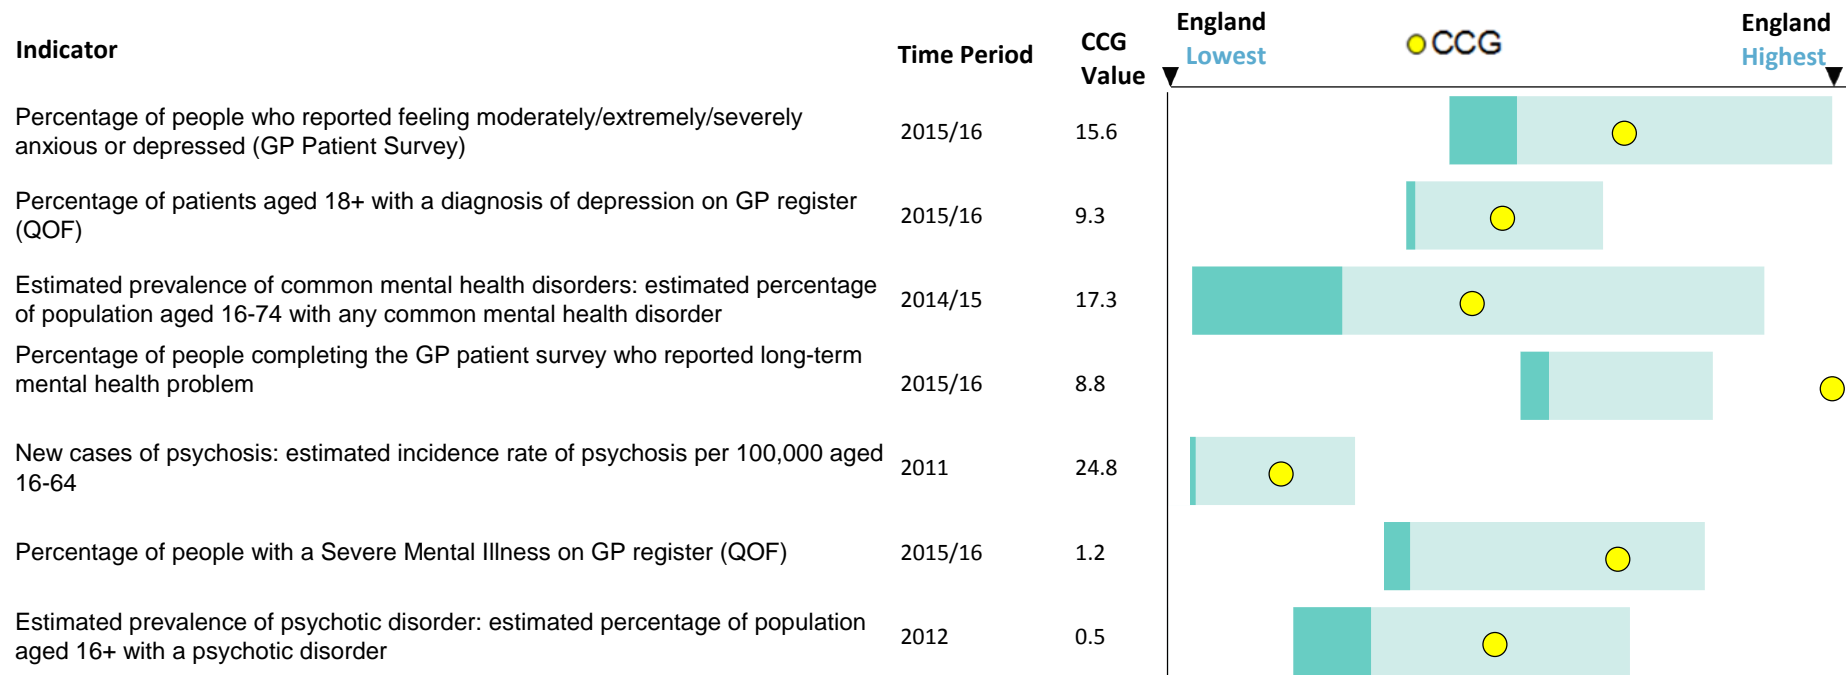 Indicator
Time Period
CCG
Value
England
Lowest
CCG
England
Highest
Percentage of people who reported feeling moderately/extremely/severely
anxious or depressed (GP Patient Survey)
2015/16
15.6
Percentage of patients aged 18+ with a diagnosis of depression on GP register
(QOF)
2015/16
9.3
Estimated prevalence of common mental health disorders: estimated percentage
of population aged 16-74 with any common mental health disorder
2014/15
17.3
Percentage of people completing the GP patient survey who reported long-term
mental health problem
2015/16
8.8
New cases of psychosis: estimated incidence rate of psychosis per 100,000 aged
16-64
2011
24.8
Percentage of people with a Severe Mental Illness on GP register (QOF)
2015/16
1.2
Estimated prevalence of psychotic disorder: estimated percentage of population
aged 16+ with a psychotic disorder
2012
0.5